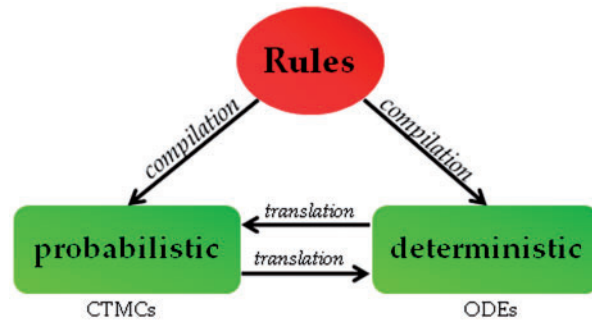 Rules
compilation
compilation
translation
probabilistic
deterministic
translation
CTMCs
ODEs